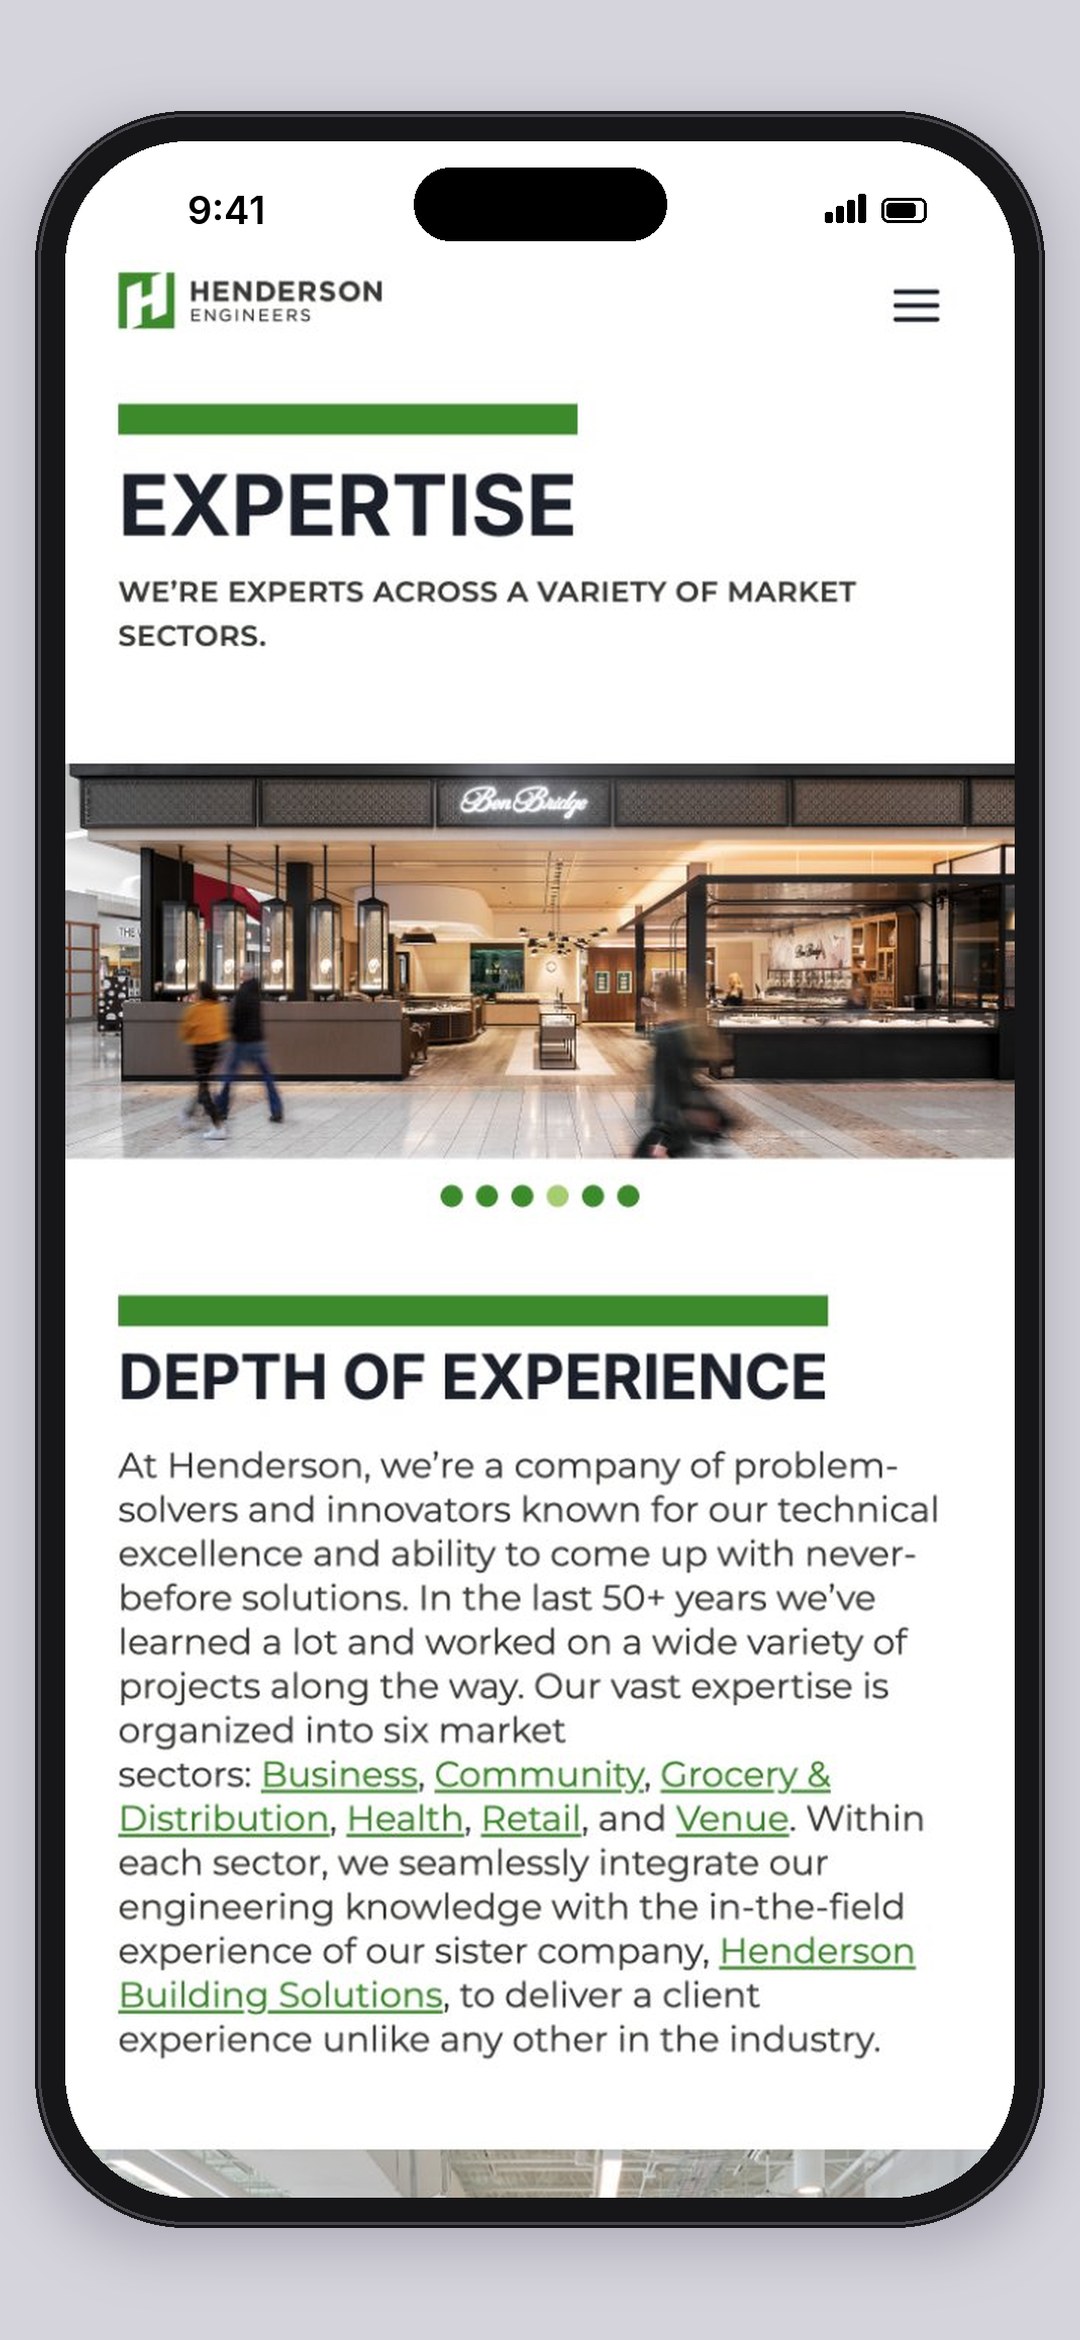 9:41
HENDERSON
ENGINEERS
EXPERTISE
WE’RE EXPERTS ACROSS A VARIETY OF MARKET
SECTORS.
Ben Bridge
THE
Ben Bridge
DEPTH OF EXPERIENCE
At Henderson, we’re a company of problem-
solvers and innovators known for our technical
excellence and ability to come up with never-
before solutions. In the last 50+ years we’ve
learned a lot and worked on a wide variety of
projects along the way. Our vast expertise is
organized into six market
sectors: Business, Community, Grocery &
Distribution, Health, Retail, and Venue. Within
each sector, we seamlessly integrate our
engineering knowledge with the in-the-field
experience of our sister company, Henderson
Building Solutions, to deliver a client
experience unlike any other in the industry.